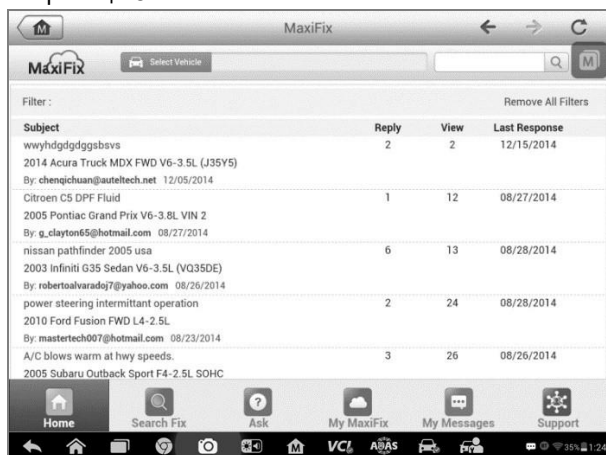 MaxiFix
MaxiFix
Select Vehicle
M
Filter :
Remove All Filters
Subject Reply View Last Response
wwyhdgdgdggsbsvs 2 2 12/15/2014
2014 Acura Truck MDX FWD V6-3.5L (J35Y5)
By: chenqichuan@auteltech.net 12/05/2014
Citroen C5 DPF Fluid 1 12 08/27/2014
2005 Pontiac Grand Prix V6-3.8L VIN 2
By: g_clayton65@hotmail.com 08/27/2014
nissan pathfinder 2005 usa 6 13 08/28/2014
2003 Infiniti G35 Sedan V6-3.5L (VQ35DE)
By: robertoalvaradoj7@yahoo.com 08/26/2014
power steering intermittant operation 2 24 08/28/2014
2010 Ford Fusion FWD L4-2.5L
By: mastertech007@hotmail.com 08/23/2014
A/C blows warm at hwy speeds. 3 26 08/26/2014
2005 Subaru Outback Sport F4-2.5L SOHC
Home Search Fix Ask My MaxiFix My Messages Support
VCI ADAS 35% 1:24